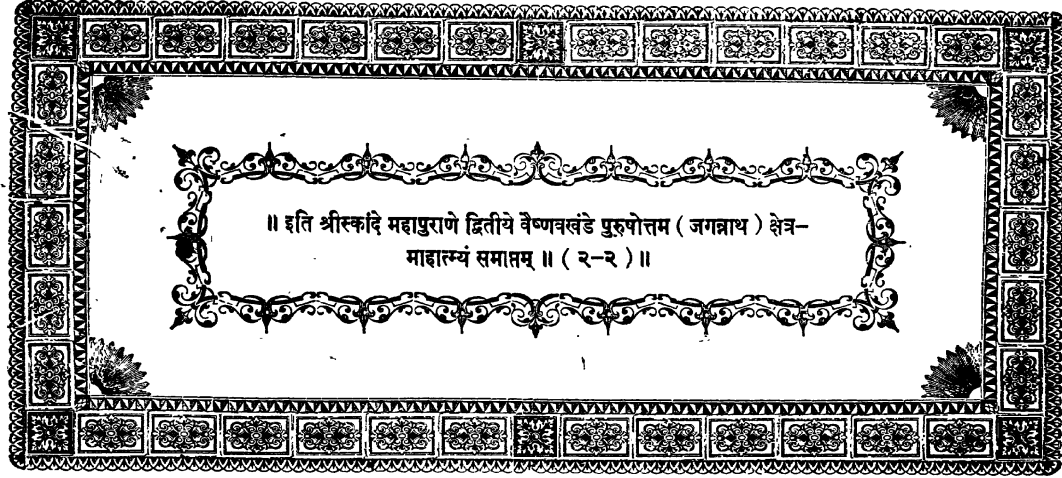 ॥ इति श्रीस्कांदे महापुराणे द्वितीये वैष्णवखंडे पुरुषोत्तम ( जगन्नाथ ) क्षेत्र–
माहात्म्यं समाप्तम् ॥ ( २–२ ) ॥